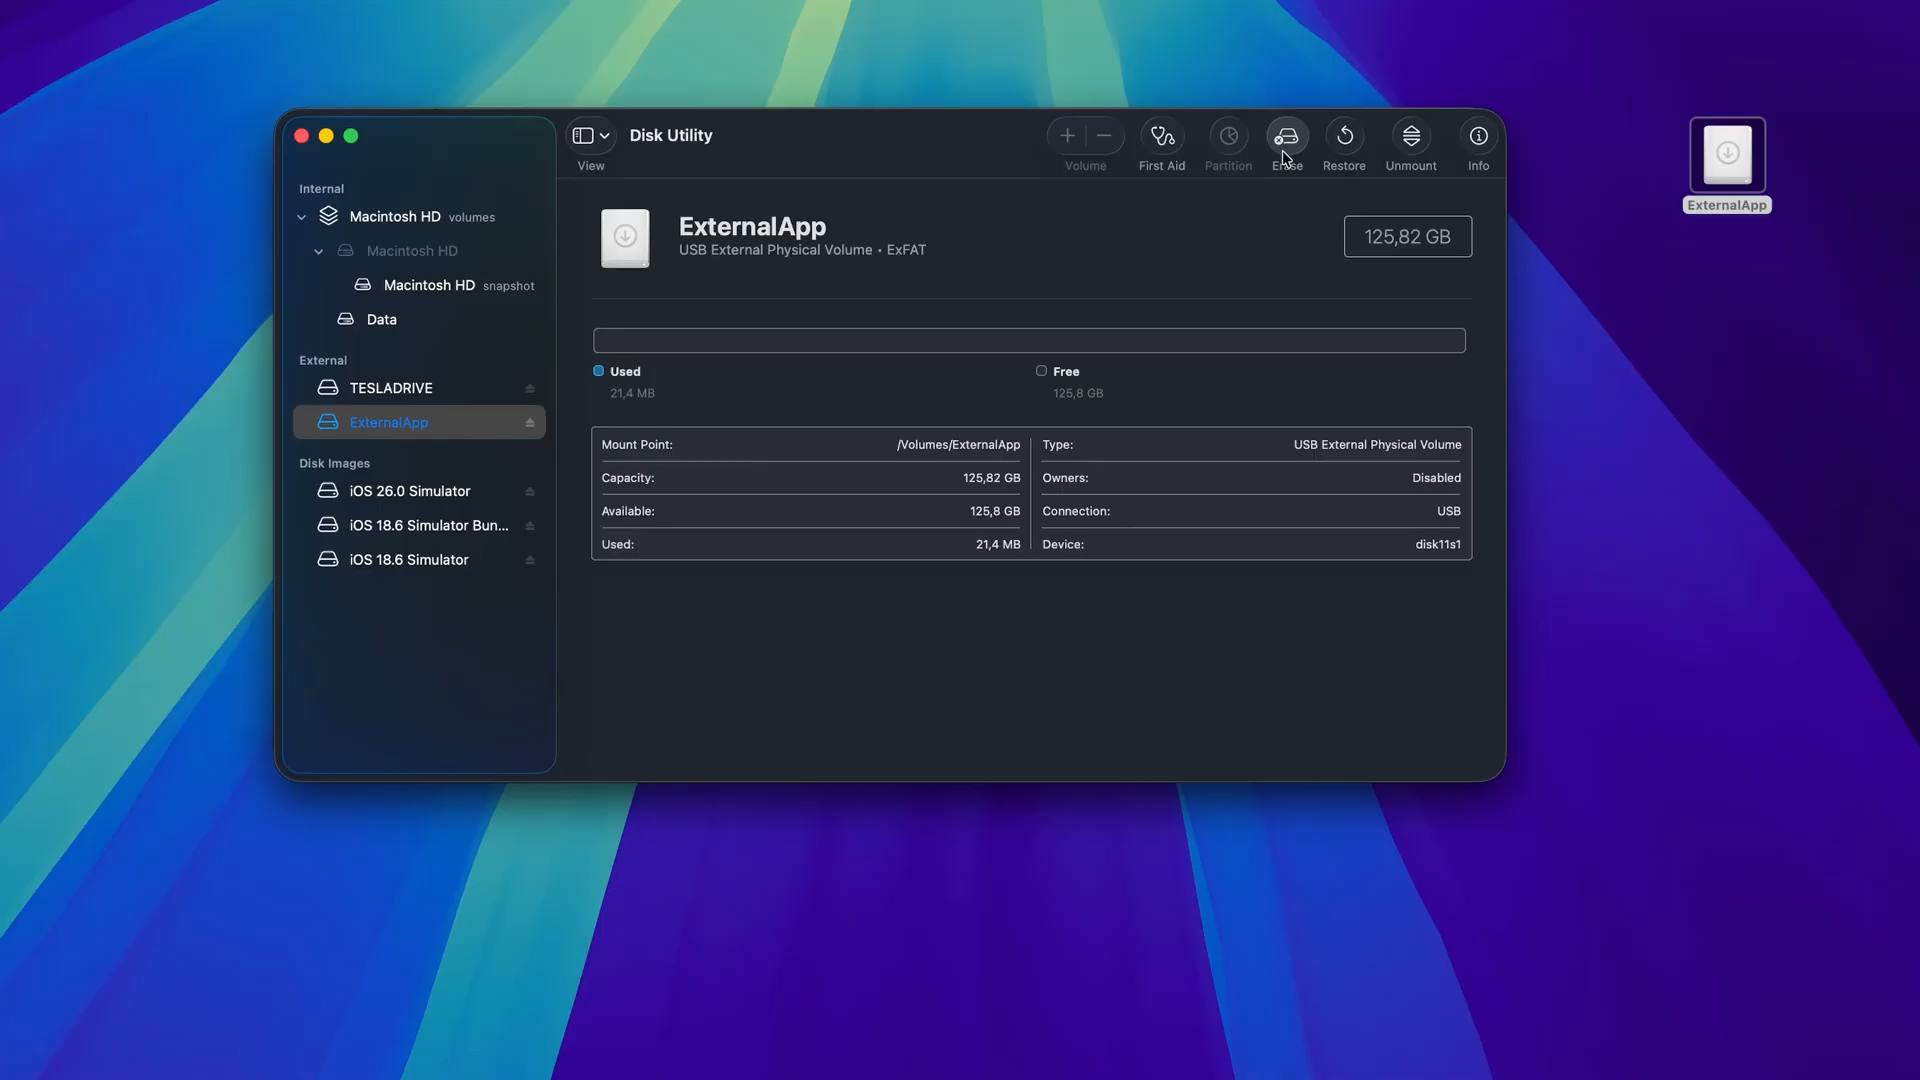 Disk Utility
View
Volume
First Aid
Partition
Erase
Restore
Unmount
Info
Internal
Macintosh HD volumes
Macintosh HD
Macintosh HD snapshot
Data
External
TESLADRIVE
ExternalApp
Disk Images
iOS 26.0 Simulator
iOS 18.6 Simulator Bun...
iOS 18.6 Simulator
ExternalApp
USB External Physical Volume • ExFAT
125,82 GB
Used
21,4 MB
Free
125,8 GB
Mount Point: /Volumes/ExternalApp
Capacity: 125,82 GB
Available: 125,8 GB
Used: 21,4 MB
Type: USB External Physical Volume
Owners: Disabled
Connection: USB
Device: disk11s1
ExternalApp